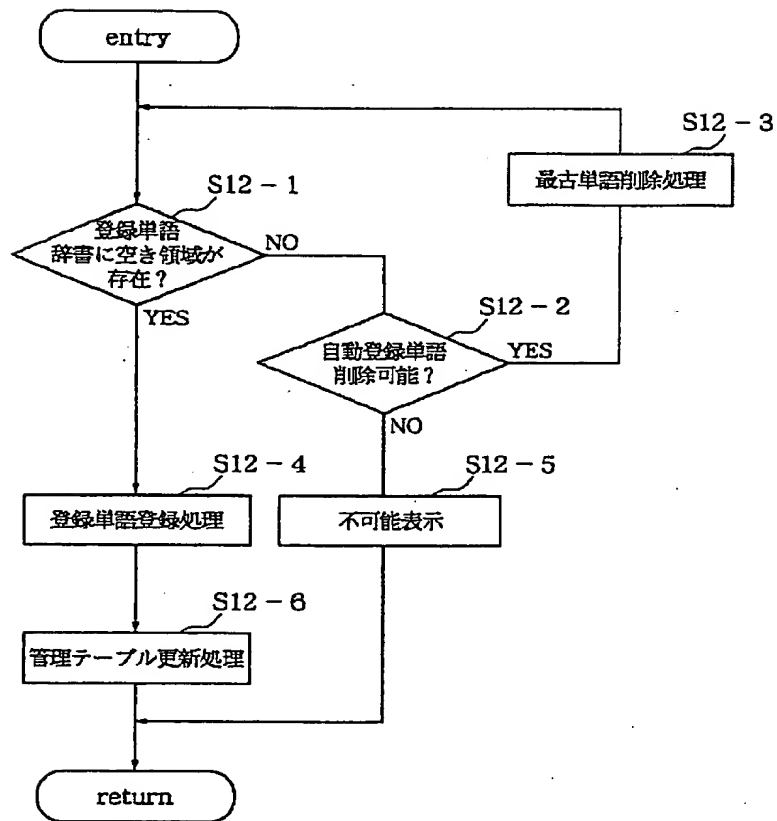 entry
S12-3
最古単語削除処理
S12-1
登録単語
辞書に空き領域が
存在?
NO
YES
S12-2
自動登録単語
削除可能?
YES
NO
S12-4
登録単語登録処理
S12-5
不可能表示
S12-6
管理テーブル更新処理
return